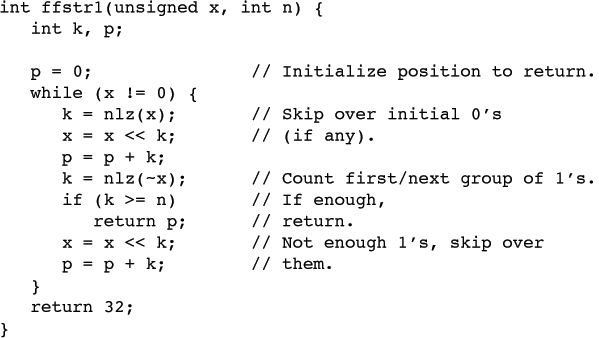 int ffstr1(unsigned x, int n) {
   int k, p;

   p = 0;               // Initialize position to return.
   while (x != 0) {
      k = nlz(x);       // Skip over initial 0's
      x = x << k;       // (if any).
      p = p + k;
      k = nlz(~x);      // Count first/next group of 1's.
      if (k >= n)       // If enough,
         return p;      // return.
      x = x << k;       // Not enough 1's, skip over
      p = p + k;        // them.
   }
   return 32;
}